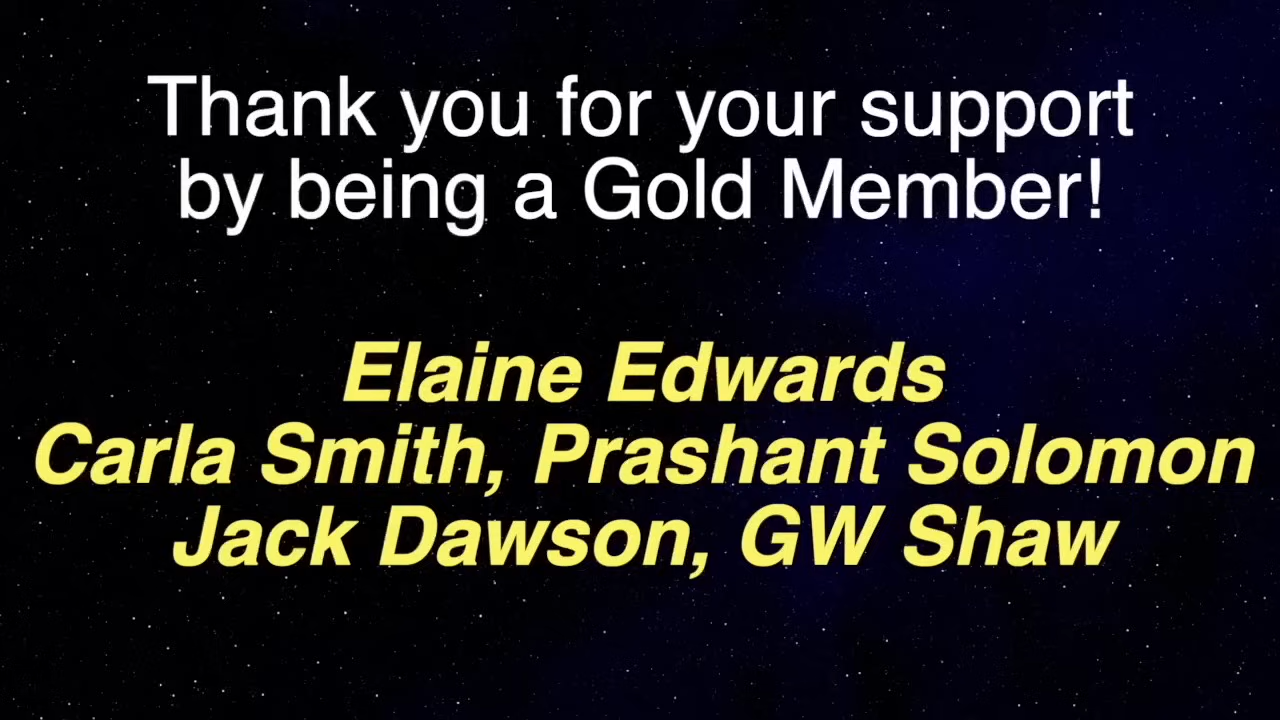 Thank you for your support
by being a Gold Member!
Elaine Edwards
Carla Smith, Prashant Solomon
Jack Dawson, GW Shaw